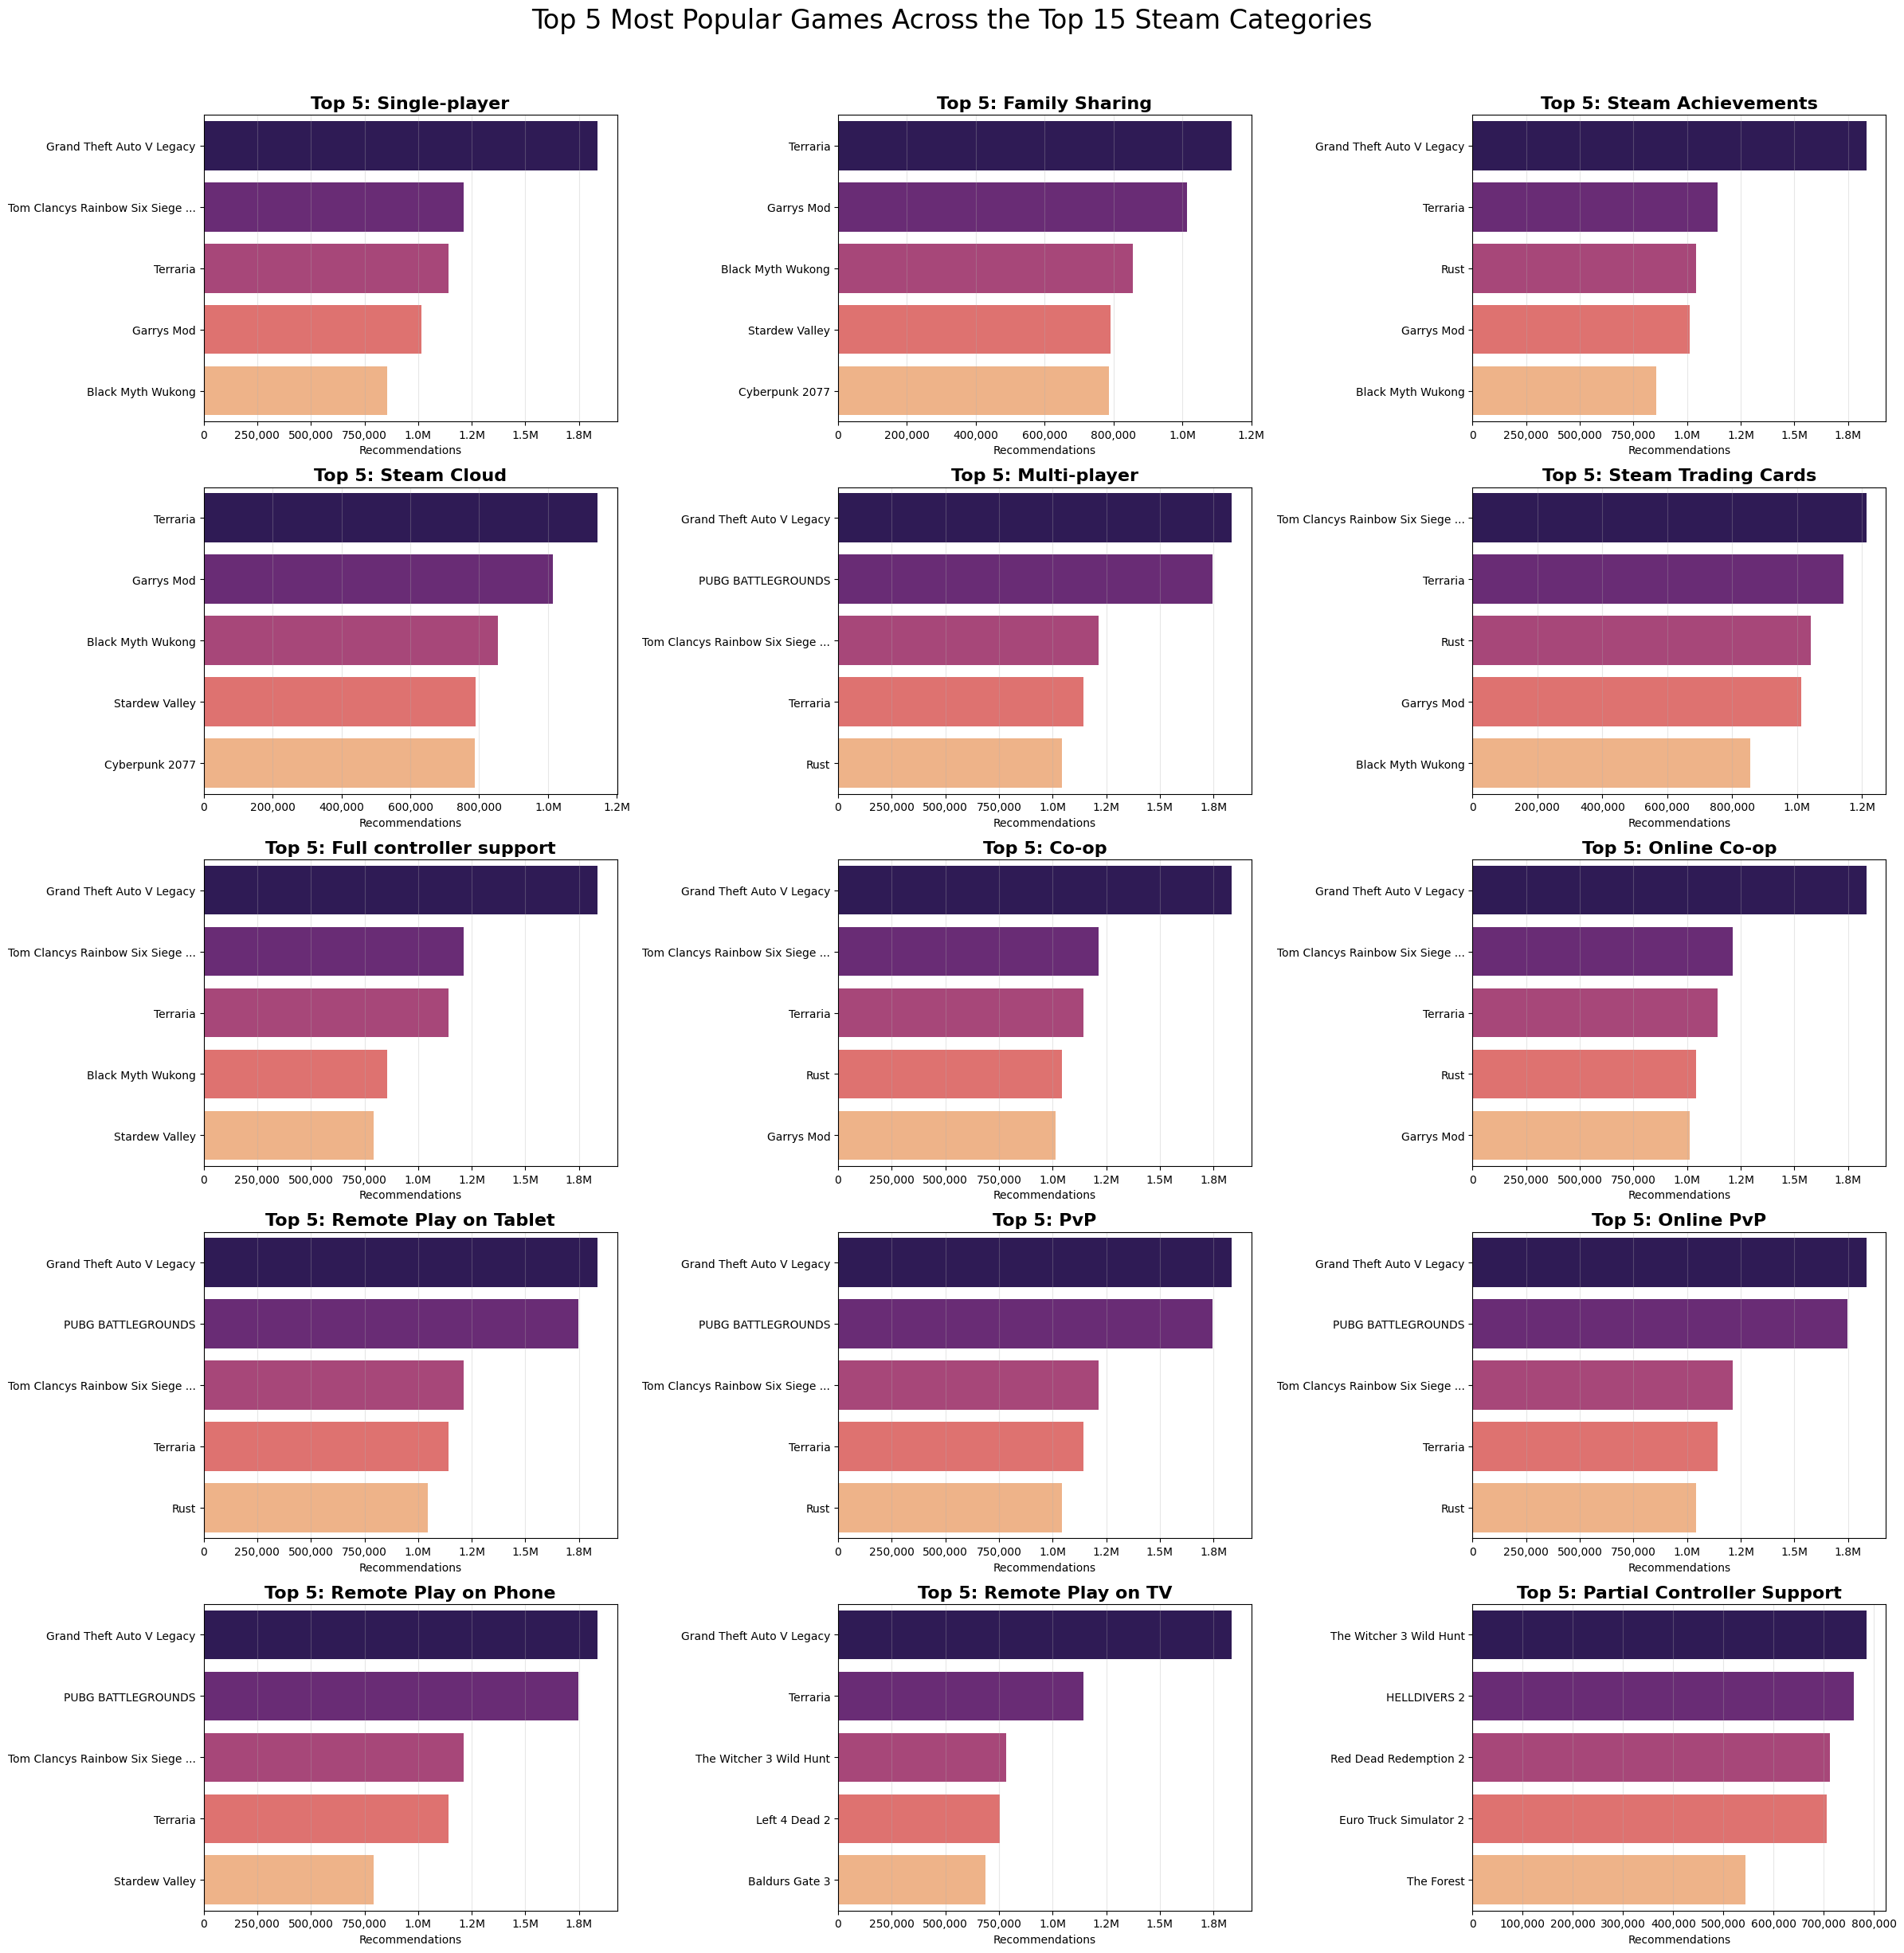 Top 5 Most Popular Games Across the Top 15 Steam Categories
Top 5: Single-player
Grand Theft Auto V Legacy
Tom Clancys Rainbow Six Siege ...
Terraria
Garrys Mod
Black Myth Wukong
0 250,000 500,000 750,000 1.0M 1.2M 1.5M 1.8M
Recommendations
Top 5: Family Sharing
Terraria
Garrys Mod
Black Myth Wukong
Stardew Valley
Cyberpunk 2077
0 200,000 400,000 600,000 800,000 1.0M 1.2M
Recommendations
Top 5: Steam Achievements
Grand Theft Auto V Legacy
Terraria
Rust
Garrys Mod
Black Myth Wukong
0 250,000 500,000 750,000 1.0M 1.2M 1.5M 1.8M
Recommendations
Top 5: Steam Cloud
Terraria
Garrys Mod
Black Myth Wukong
Stardew Valley
Cyberpunk 2077
0 200,000 400,000 600,000 800,000 1.0M 1.2M
Recommendations
Top 5: Multi-player
Grand Theft Auto V Legacy
PUBG BATTLEGROUNDS
Tom Clancys Rainbow Six Siege ...
Terraria
Rust
0 250,000 500,000 750,000 1.0M 1.2M 1.5M 1.8M
Recommendations
Top 5: Steam Trading Cards
Tom Clancys Rainbow Six Siege ...
Terraria
Rust
Garrys Mod
Black Myth Wukong
0 200,000 400,000 600,000 800,000 1.0M 1.2M
Recommendations
Top 5: Full controller support
Grand Theft Auto V Legacy
Tom Clancys Rainbow Six Siege ...
Terraria
Black Myth Wukong
Stardew Valley
0 250,000 500,000 750,000 1.0M 1.2M 1.5M 1.8M
Recommendations
Top 5: Co-op
Grand Theft Auto V Legacy
Tom Clancys Rainbow Six Siege ...
Terraria
Rust
Garrys Mod
0 250,000 500,000 750,000 1.0M 1.2M 1.5M 1.8M
Recommendations
Top 5: Online Co-op
Grand Theft Auto V Legacy
Tom Clancys Rainbow Six Siege ...
Terraria
Rust
Garrys Mod
0 250,000 500,000 750,000 1.0M 1.2M 1.5M 1.8M
Recommendations
Top 5: Remote Play on Tablet
Grand Theft Auto V Legacy
PUBG BATTLEGROUNDS
Tom Clancys Rainbow Six Siege ...
Terraria
Rust
0 250,000 500,000 750,000 1.0M 1.2M 1.5M 1.8M
Recommendations
Top 5: PvP
Grand Theft Auto V Legacy
PUBG BATTLEGROUNDS
Tom Clancys Rainbow Six Siege ...
Terraria
Rust
0 250,000 500,000 750,000 1.0M 1.2M 1.5M 1.8M
Recommendations
Top 5: Online PvP
Grand Theft Auto V Legacy
PUBG BATTLEGROUNDS
Tom Clancys Rainbow Six Siege ...
Terraria
Rust
0 250,000 500,000 750,000 1.0M 1.2M 1.5M 1.8M
Recommendations
Top 5: Remote Play on Phone
Grand Theft Auto V Legacy
PUBG BATTLEGROUNDS
Tom Clancys Rainbow Six Siege ...
Terraria
Stardew Valley
0 250,000 500,000 750,000 1.0M 1.2M 1.5M 1.8M
Recommendations
Top 5: Remote Play on TV
Grand Theft Auto V Legacy
Terraria
The Witcher 3 Wild Hunt
Left 4 Dead 2
Baldurs Gate 3
0 250,000 500,000 750,000 1.0M 1.2M 1.5M 1.8M
Recommendations
Top 5: Partial Controller Support
The Witcher 3 Wild Hunt
HELLDIVERS 2
Red Dead Redemption 2
Euro Truck Simulator 2
The Forest
0 100,000 200,000 300,000 400,000 500,000 600,000 700,000 800,000
Recommendations